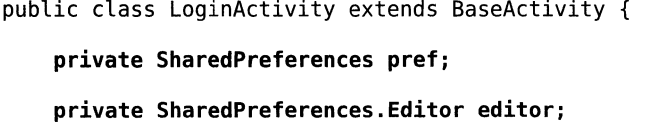 public class LoginActivity extends BaseActivity {
private SharedPreferences pref;
private SharedPreferences.Editor editor;